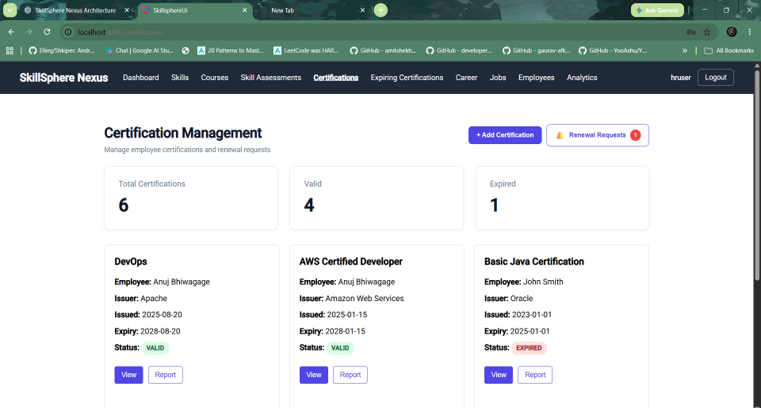 SkillSphere Nexus Architecture
SkillsphereUi
New Tab
Ask Gemini
localhost
Efimj/Shkiper: Andr...
Chat | Google AI Stu...
20 Patterns to Mast...
LeetCode was HAR...
GitHub - amitshekh...
GitHub - developer...
GitHub - gaurav-afk...
GitHub - YooAshu/Y...
»
All Bookmarks
SkillSphere Nexus
Dashboard
Skills
Courses
Skill Assessments
Certifications
Expiring Certifications
Career
Jobs
Employees
Analytics
hruser
Logout
Certification Management
Manage employee certifications and renewal requests
+ Add Certification
Renewal Requests 1
Total Certifications
6
Valid
4
Expired
1
DevOps
Employee: Anuj Bhiwagage
Issuer: Apache
Issued: 2025-08-20
Expiry: 2028-08-20
Status: VALID
View
Report
AWS Certified Developer
Employee: Anuj Bhiwagage
Issuer: Amazon Web Services
Issued: 2025-01-15
Expiry: 2028-01-15
Status: VALID
View
Report
Basic Java Certification
Employee: John Smith
Issuer: Oracle
Issued: 2023-01-01
Expiry: 2025-01-01
Status: EXPIRED
View
Report